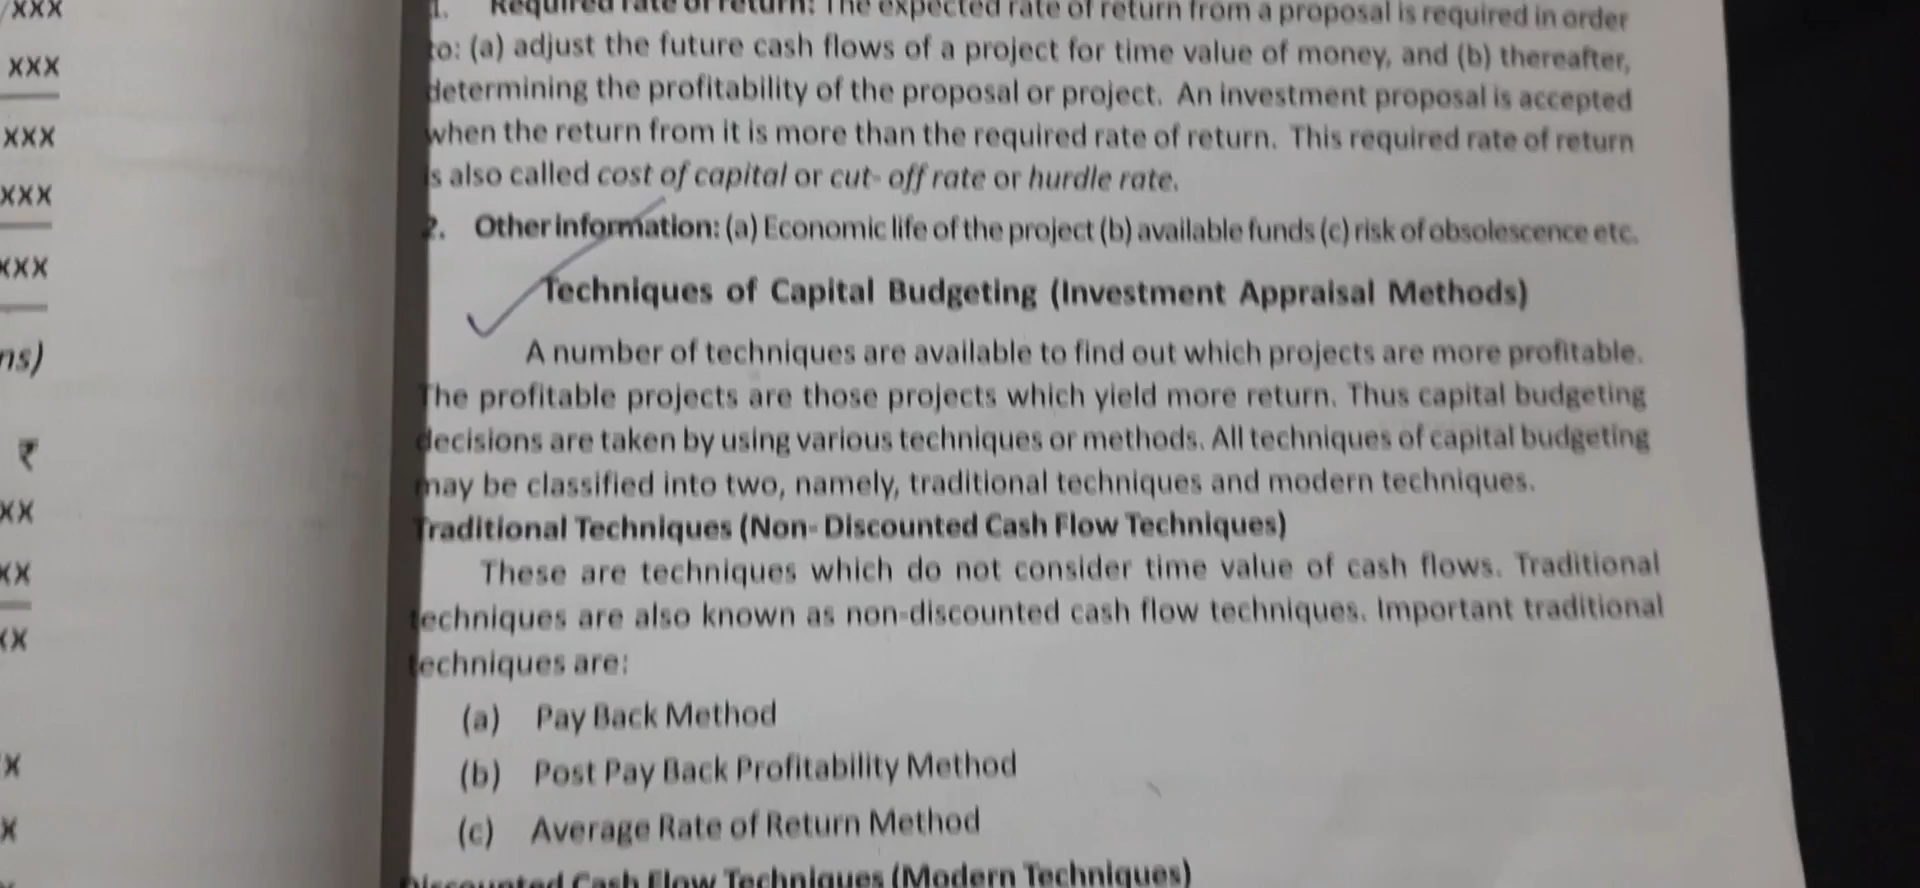 xxx
xxx
xxx
xxx
xxx
ns)
₹
xx
xx
xx
x
x
1. Required rate of return: The expected rate of return from a proposal is required in order
to: (a) adjust the future cash flows of a project for time value of money, and (b) thereafter,
determining the profitability of the proposal or project. An investment proposal is accepted
when the return from it is more than the required rate of return. This required rate of return
is also called cost of capital or cut- off rate or hurdle rate.
2. Other information: (a) Economic life of the project (b) available funds (c) risk of obsolescence etc.
Techniques of Capital Budgeting (Investment Appraisal Methods)
A number of techniques are available to find out which projects are more profitable.
The profitable projects are those projects which yield more return. Thus capital budgeting
decisions are taken by using various techniques or methods. All techniques of capital budgeting
may be classified into two, namely, traditional techniques and modern techniques.
Traditional Techniques (Non- Discounted Cash Flow Techniques)
These are techniques which do not consider time value of cash flows. Traditional
techniques are also known as non-discounted cash flow techniques. Important traditional
techniques are:
(a) Pay Back Method
(b) Post Pay Back Profitability Method
(c) Average Rate of Return Method
Discounted Cash Flow Techniques (Modern Techniques)